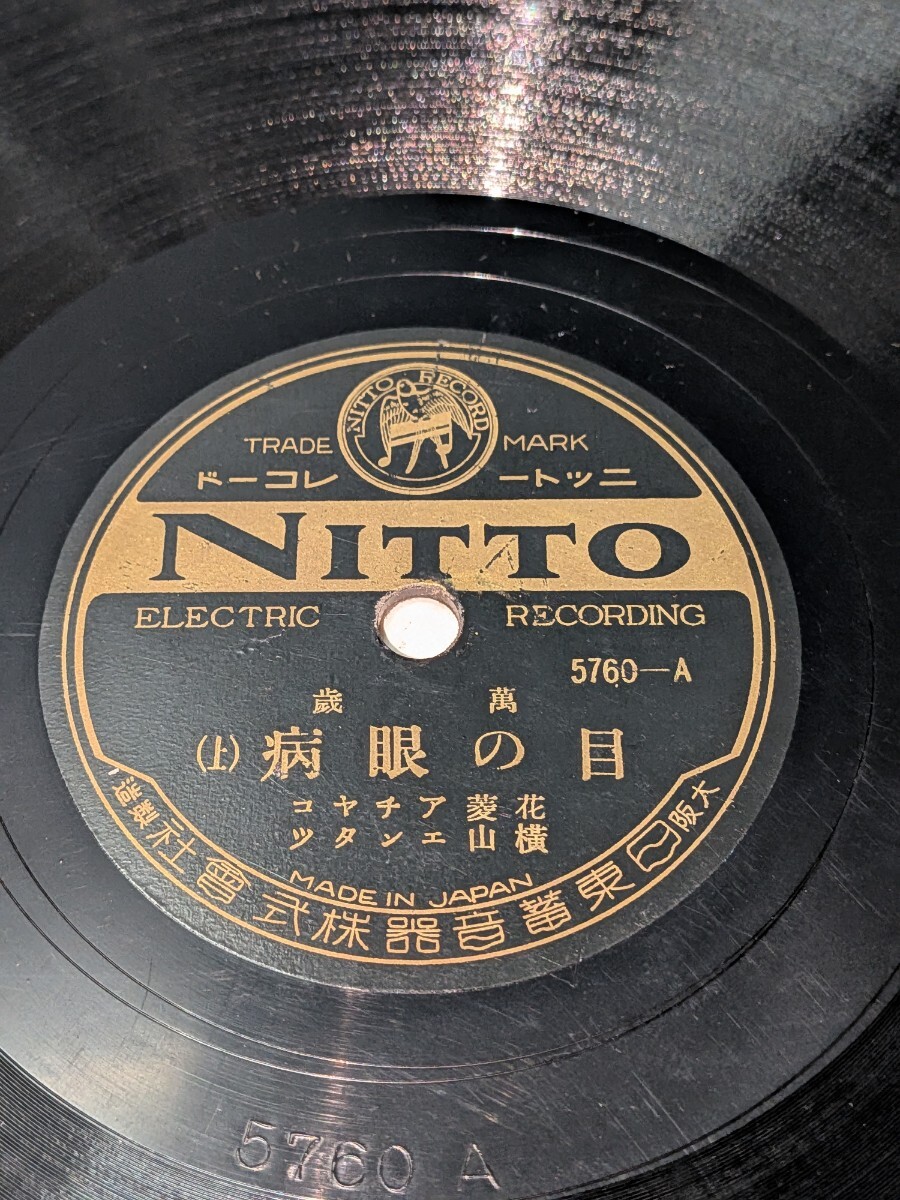 NITTO RECORD
TRADE MARK
ニットー レコード
NITTO
ELECTRIC RECORDING
5760—A
萬歳
目の眼病 (上)
花菱アチヤコ
横山エンタツ
MADE IN JAPAN
大阪日東蓄音器株式會社製造
5760 A